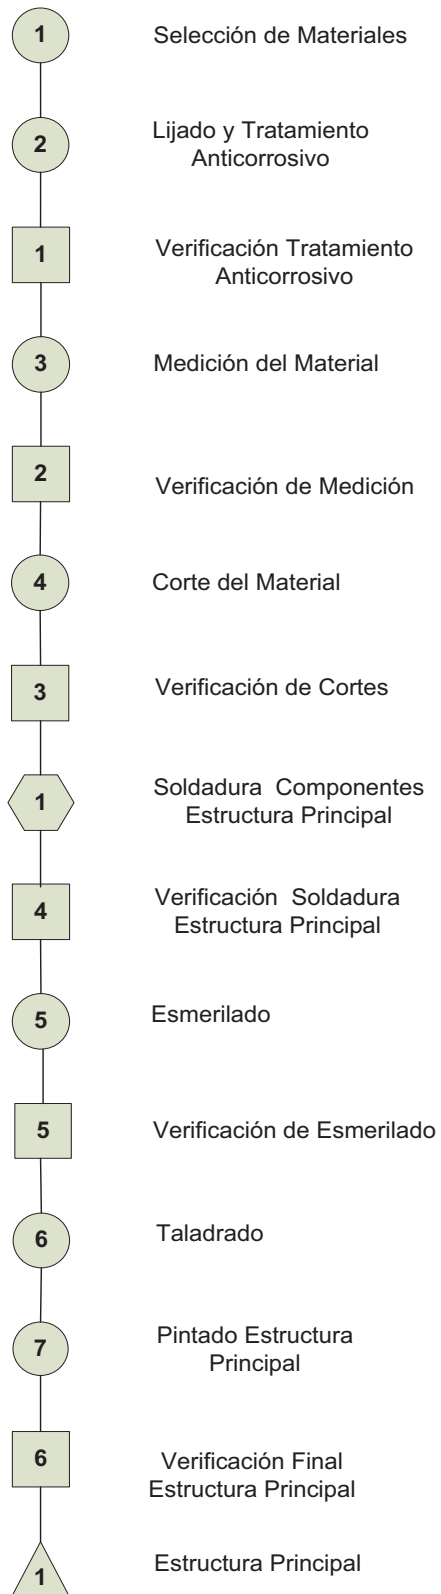 1 Selección de Materiales
2 Lijado y Tratamiento
Anticorrosivo
1 Verificación Tratamiento
Anticorrosivo
3 Medición del Material
2 Verificación de Medición
4 Corte del Material
3 Verificación de Cortes
1 Soldadura Componentes
Estructura Principal
4 Verificación Soldadura
Estructura Principal
5 Esmerilado
5 Verificación de Esmerilado
6 Taladrado
7 Pintado Estructura
Principal
6 Verificación Final
Estructura Principal
1 Estructura Principal